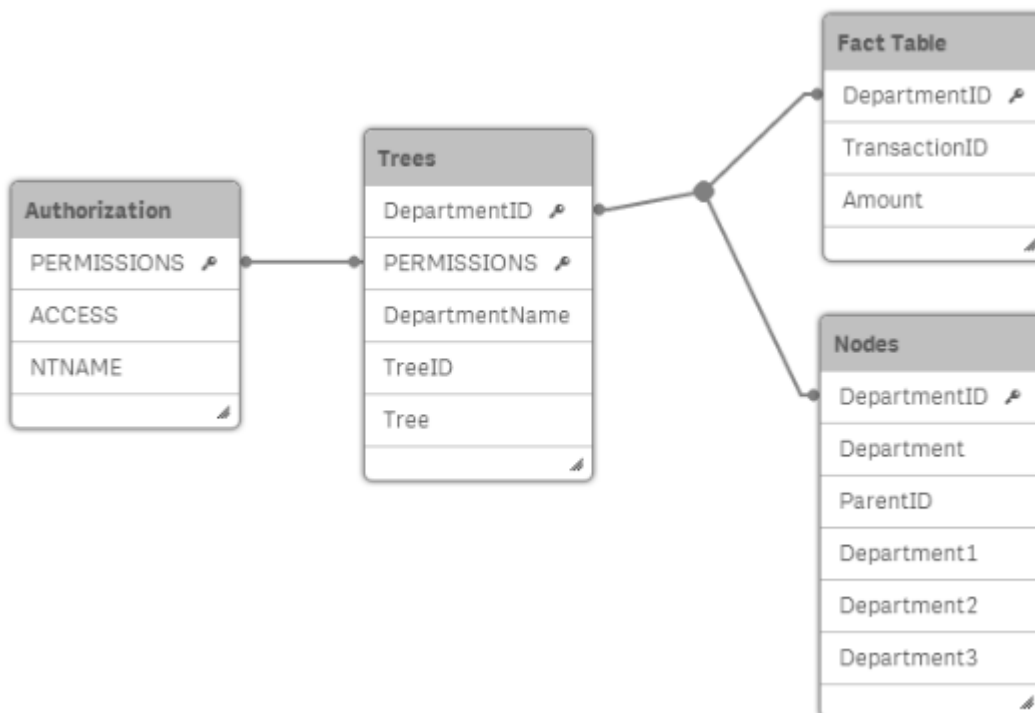 Authorization
PERMISSIONS
ACCESS
NTNAME
Trees
DepartmentID
PERMISSIONS
DepartmentName
TreeID
Tree
Fact Table
DepartmentID
TransactionID
Amount
Nodes
DepartmentID
Department
ParentID
Department1
Department2
Department3